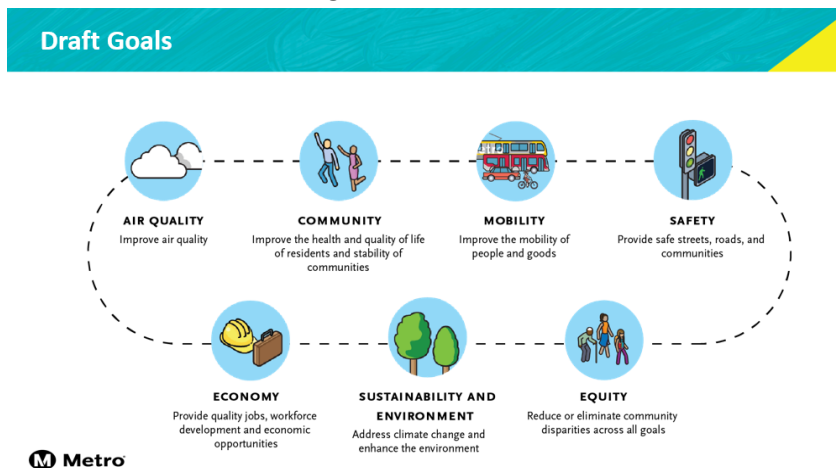 Draft Goals
AIR QUALITY
Improve air quality
COMMUNITY
Improve the health and quality of life
of residents and stability of
communities
MOBILITY
Improve the mobility of
people and goods
SAFETY
Provide safe streets, roads, and
communities
ECONOMY
Provide quality jobs, workforce
development and economic
opportunities
SUSTAINABILITY AND
ENVIRONMENT
Address climate change and
enhance the environment
EQUITY
Reduce or eliminate community
disparities across all goals
M Metro